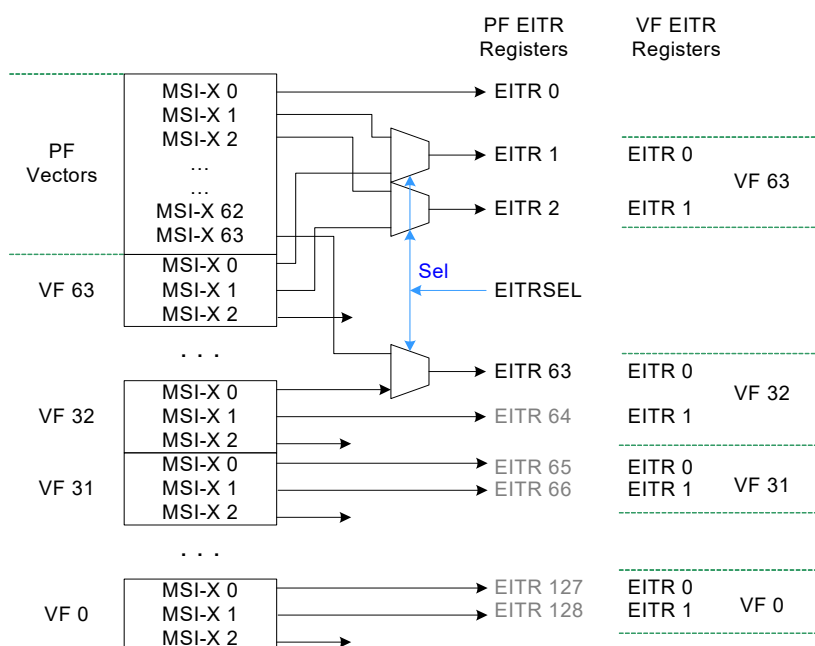 PF EITR
Registers
VF EITR
Registers
MSI-X 0
EITR 0
MSI-X 1
MSI-X 2
PF
Vectors
...
...
MSI-X 62
MSI-X 63
EITR 1
EITR 0
VF 63
EITR 2
EITR 1
VF 63
MSI-X 0
MSI-X 1
MSI-X 2
Sel
EITRSEL
. . .
EITR 63
EITR 0
VF 32
VF 32
MSI-X 0
MSI-X 1
MSI-X 2
EITR 64
EITR 1
VF 31
MSI-X 0
MSI-X 1
MSI-X 2
EITR 65
EITR 66
EITR 0
EITR 1
VF 31
. . .
VF 0
MSI-X 0
MSI-X 1
MSI-X 2
EITR 127
EITR 128
EITR 0
EITR 1
VF 0